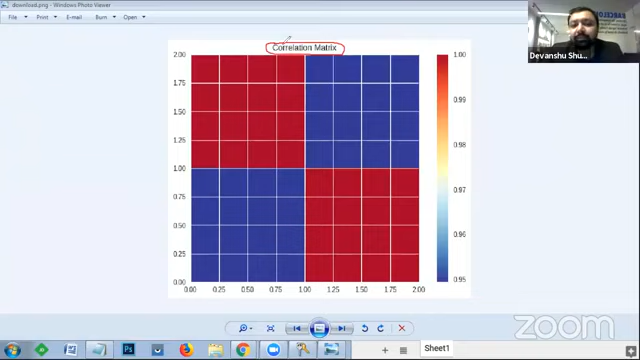 download.png - Windows Photo Viewer
File Print E-mail Burn Open
Correlation Matrix
2.00
1.75
1.50
1.25
1.00
0.75
0.50
0.25
0.00
0.00 0.25 0.50 0.75 1.00 1.25 1.50 1.75 2.00
1.00
0.99
0.98
0.97
0.96
0.95
Devanshu Shu...
zoom
Sheet1